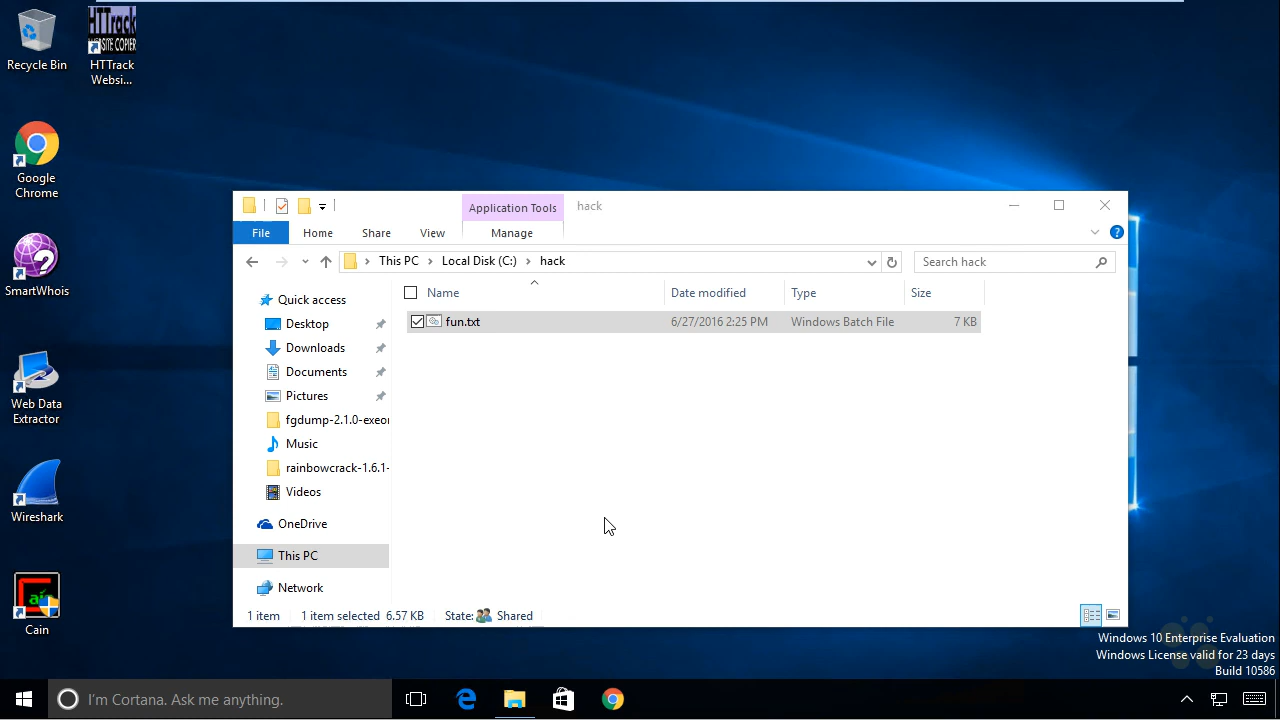 Recycle Bin
HTTrack
WEBSITE COPIER
HTTrack
Websi...
Google
Chrome
SmartWhois
Web Data
Extractor
Wireshark
Cain
Application Tools
hack
File
Home
Share
View
Manage
This PC
Local Disk (C:)
hack
Search hack
Name
Date modified
Type
Size
fun.txt
6/27/2016 2:25 PM
Windows Batch File
7 KB
Quick access
Desktop
Downloads
Documents
Pictures
fgdump-2.1.0-exeor
Music
rainbowcrack-1.6.1-
Videos
OneDrive
This PC
Network
1 item
1 item selected 6.57 KB
State: Shared
Windows 10 Enterprise Evaluation
Windows License valid for 23 days
Build 10586
I'm Cortana. Ask me anything.